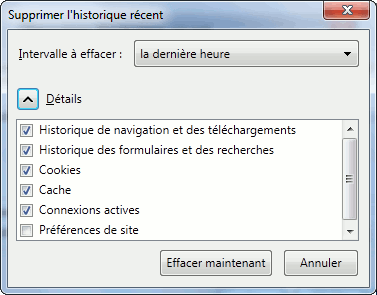 Supprimer l'historique récent
Intervalle à effacer : la dernière heure
Détails
Historique de navigation et des téléchargements
Historique des formulaires et des recherches
Cookies
Cache
Connexions actives
Préférences de site
Effacer maintenant Annuler